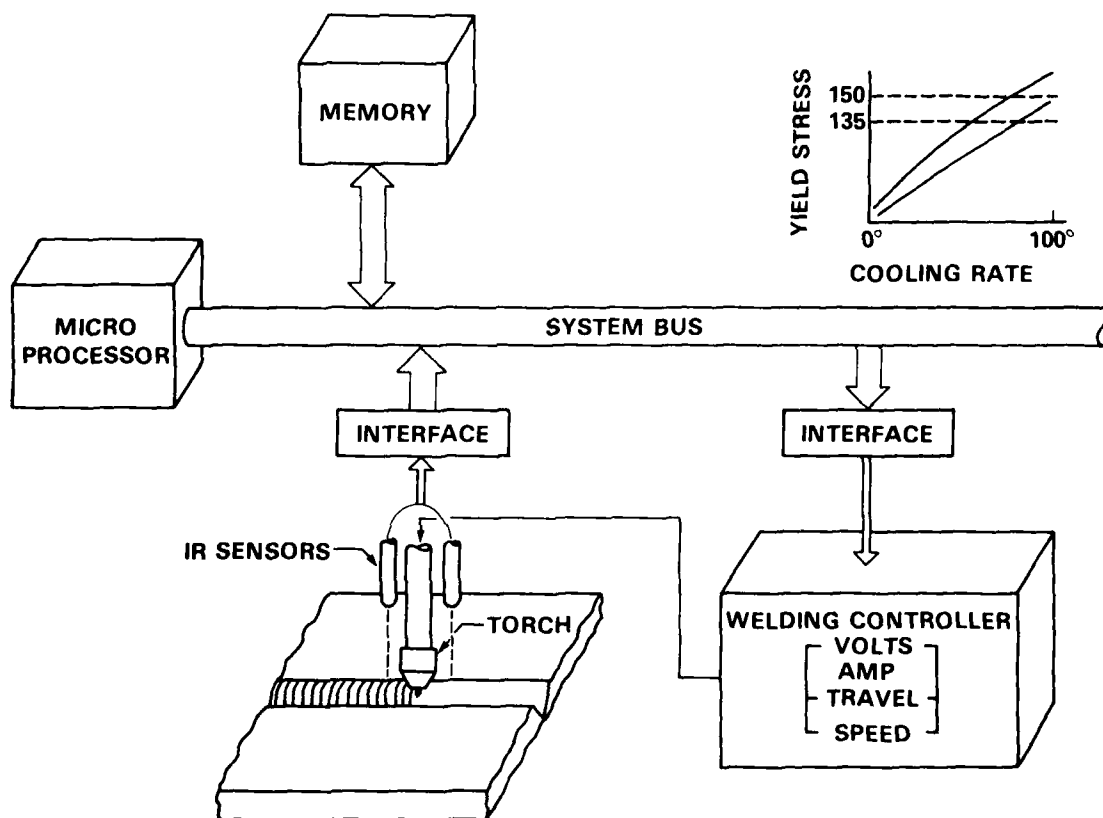 MEMORY
YIELD STRESS
150
135
0°
100°
COOLING RATE
MICRO
PROCESSOR
SYSTEM BUS
INTERFACE
INTERFACE
IR SENSORS
TORCH
WELDING CONTROLLER
VOLTS
AMP
TRAVEL
SPEED